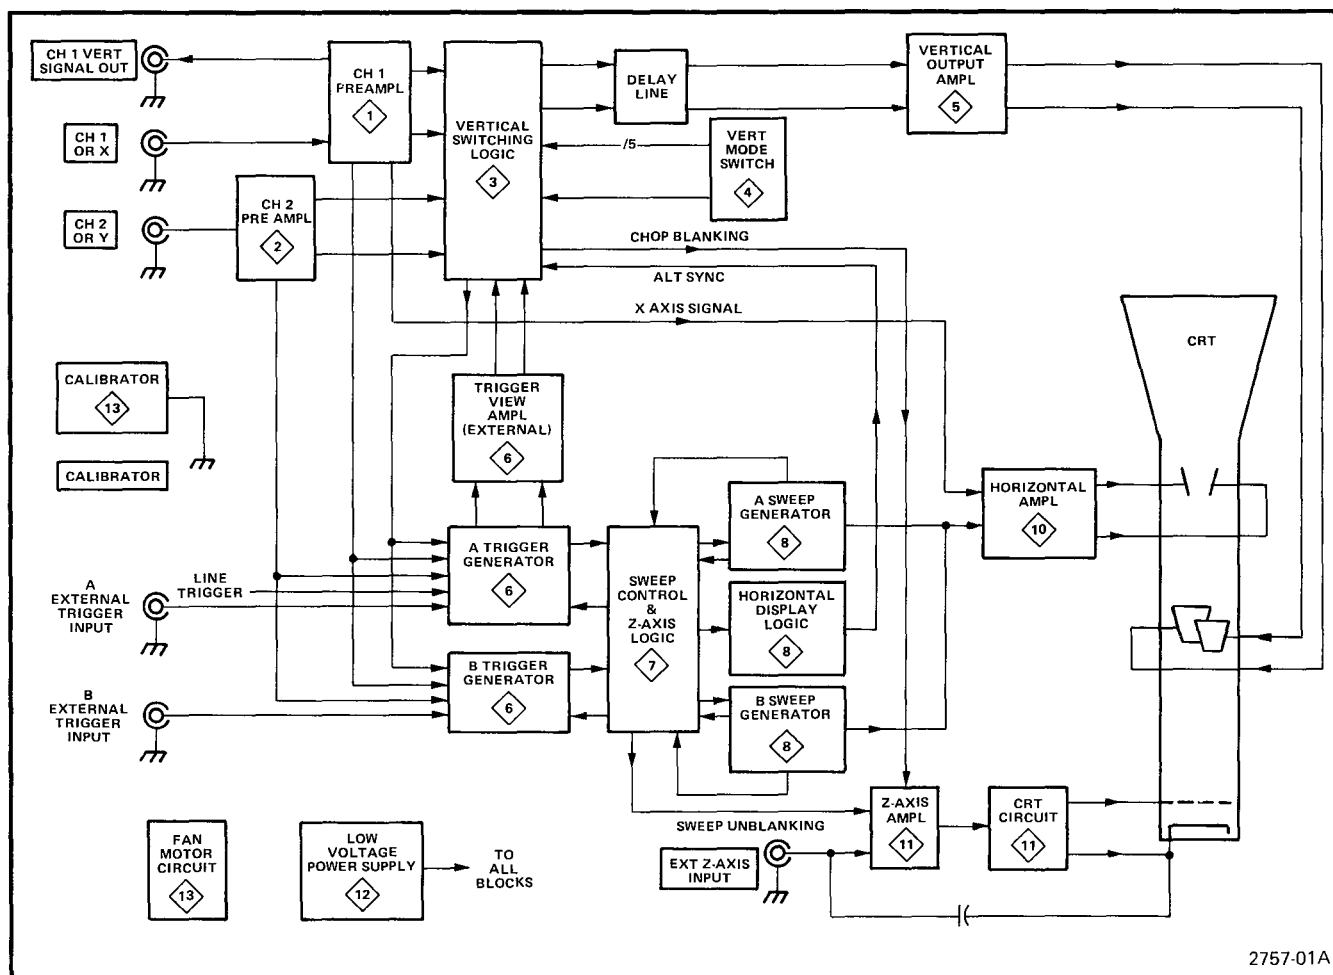 CH 1 VERT
SIGNAL OUT
CH 1
PREAMPL
1
CH 1
OR X
CH 2
PRE AMPL
2
CH 2
OR Y
VERTICAL
SWITCHING
LOGIC
3
DELAY
LINE
VERTICAL
OUTPUT
AMPL
5
/5
VERT
MODE
SWITCH
4
CHOP BLANKING
ALT SYNC
X AXIS SIGNAL
CRT
CALIBRATOR
13
CALIBRATOR
TRIGGER
VIEW
AMPL
(EXTERNAL)
6
A SWEEP
GENERATOR
8
HORIZONTAL
AMPL
10
A
EXTERNAL
TRIGGER
INPUT
LINE
TRIGGER
A TRIGGER
GENERATOR
6
SWEEP
CONTROL
&
Z-AXIS
LOGIC
7
HORIZONTAL
DISPLAY
LOGIC
8
B
EXTERNAL
TRIGGER
INPUT
B TRIGGER
GENERATOR
6
B SWEEP
GENERATOR
8
FAN
MOTOR
CIRCUIT
13
LOW
VOLTAGE
POWER SUPPLY
12
TO
ALL
BLOCKS
SWEEP UNBLANKING
EXT Z-AXIS
INPUT
Z-AXIS
AMPL
11
CRT
CIRCUIT
11
2757-01A